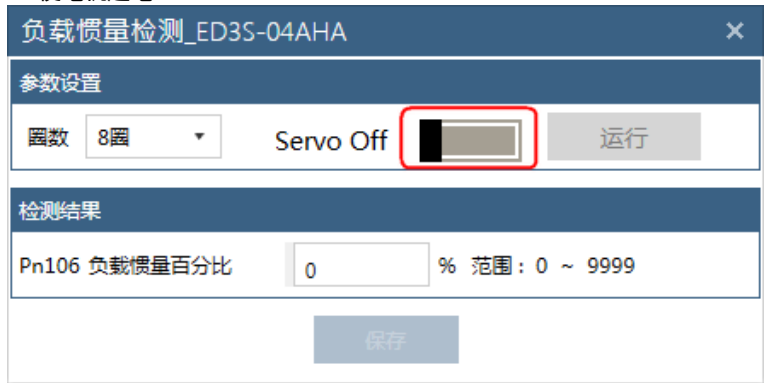 负载惯量检测_ED3S-04AHA ×
参数设置
圈数 8圈 ▼ Servo Off 运行
检测结果
Pn106 负载惯量百分比 0 % 范围：0 ~ 9999
保存